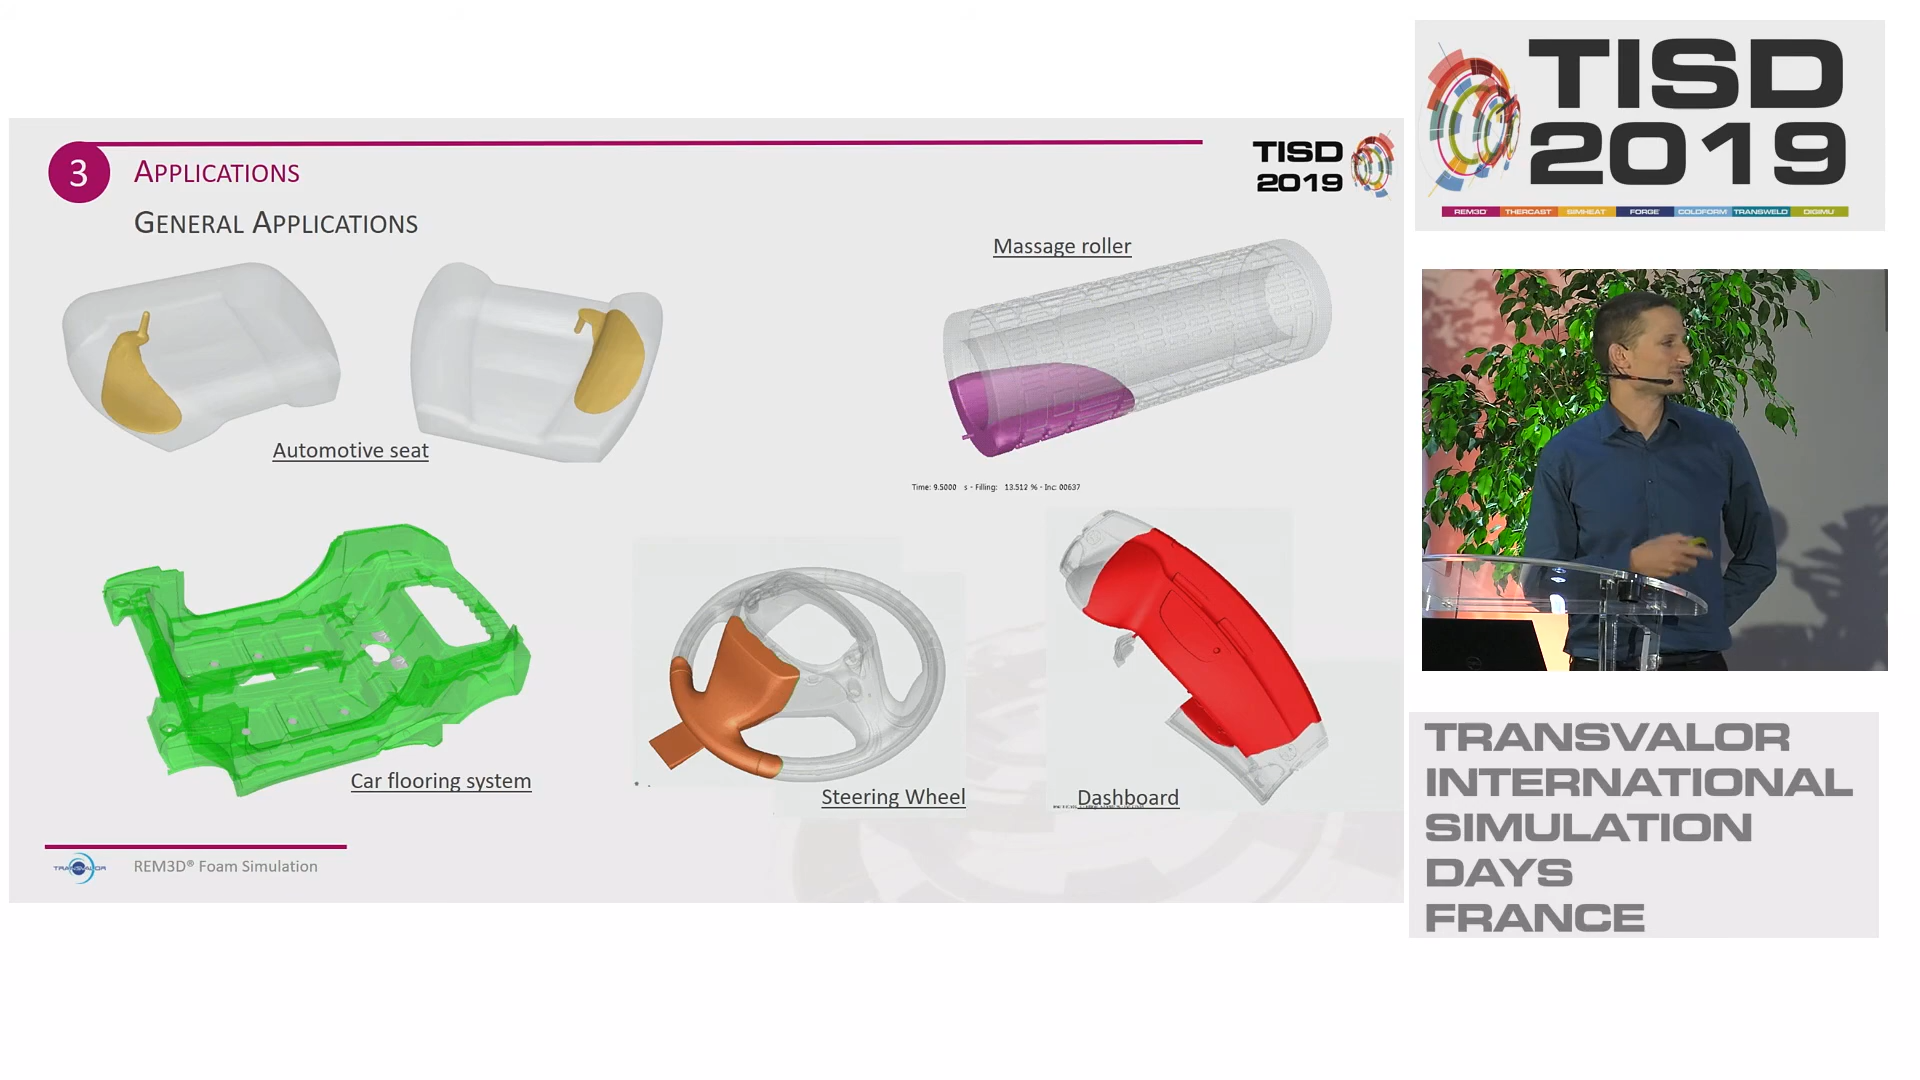 3
APPLICATIONS
GENERAL APPLICATIONS
TISD
2019
Massage roller
Automotive seat
Time: 9.5000 s - Filling: 13.512 % - Inc: 00637
Car flooring system
Steering Wheel
Dashboard
TRANSVALOR
REM3D® Foam Simulation
TISD
2019
REM3D THERCAST SIMHEAT FORGE COLDFORM TRANSWELD DIGIMU
TRANSVALOR
INTERNATIONAL
SIMULATION
DAYS
FRANCE